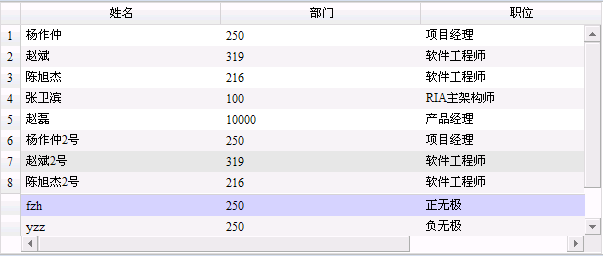 姓名 部门 职位
1 杨作仲 250 项目经理
2 赵斌 319 软件工程师
3 陈旭杰 216 软件工程师
4 张卫滨 100 RIA主架构师
5 赵磊 10000 产品经理
6 杨作仲2号 250 项目经理
7 赵斌2号 319 软件工程师
8 陈旭杰2号 216 软件工程师
fzh 250 正无极
yzz 250 负无极